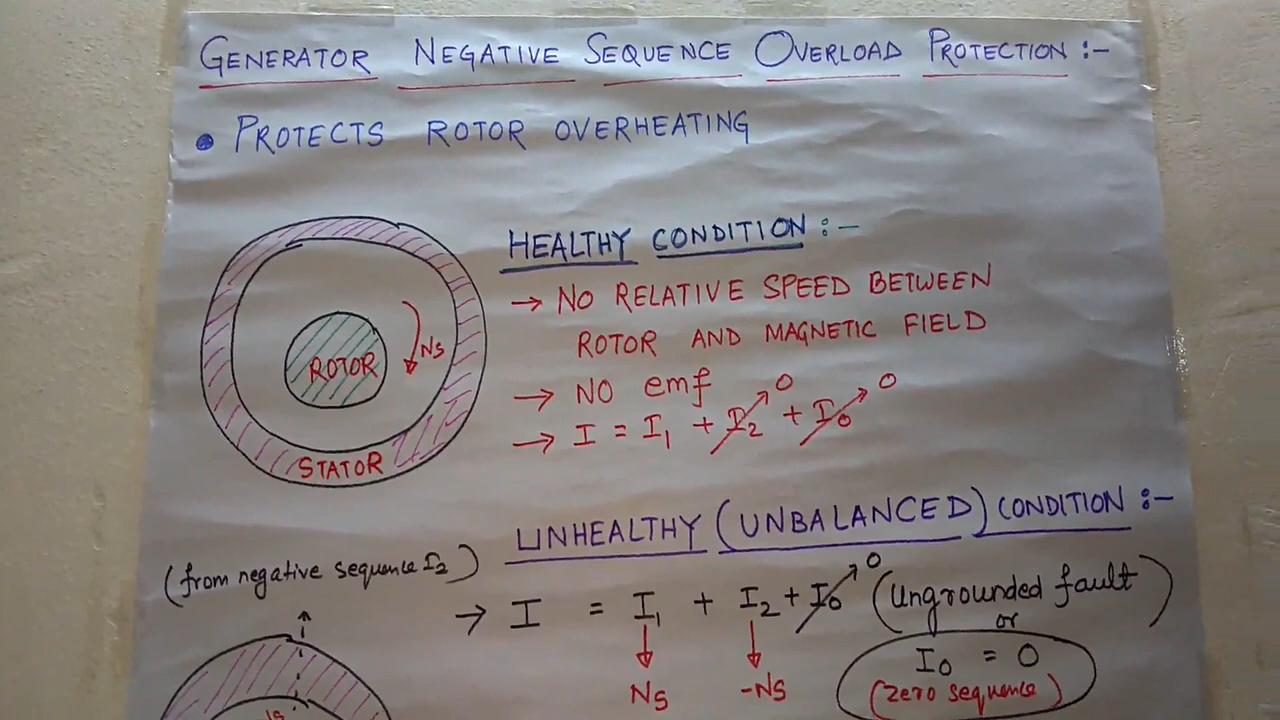 GENERATOR NEGATIVE SEQUENCE OVERLOAD PROTECTION :-
• PROTECTS ROTOR OVERHEATING
HEALTHY CONDITION :-
→ NO RELATIVE SPEED BETWEEN
ROTOR AND MAGNETIC FIELD
→ NO emf
→ I = I₁ + I₂ ↗ 0 + I₀ ↗ 0
ROTOR
Ns
STATOR
UNHEALTHY (UNBALANCED) CONDITION :-
(from negative sequence I₂)
→ I = I₁ + I₂ + I₀ ↗ 0 (Ungrounded fault)
or
I₀ = 0
(zero sequence)
Ns
-Ns